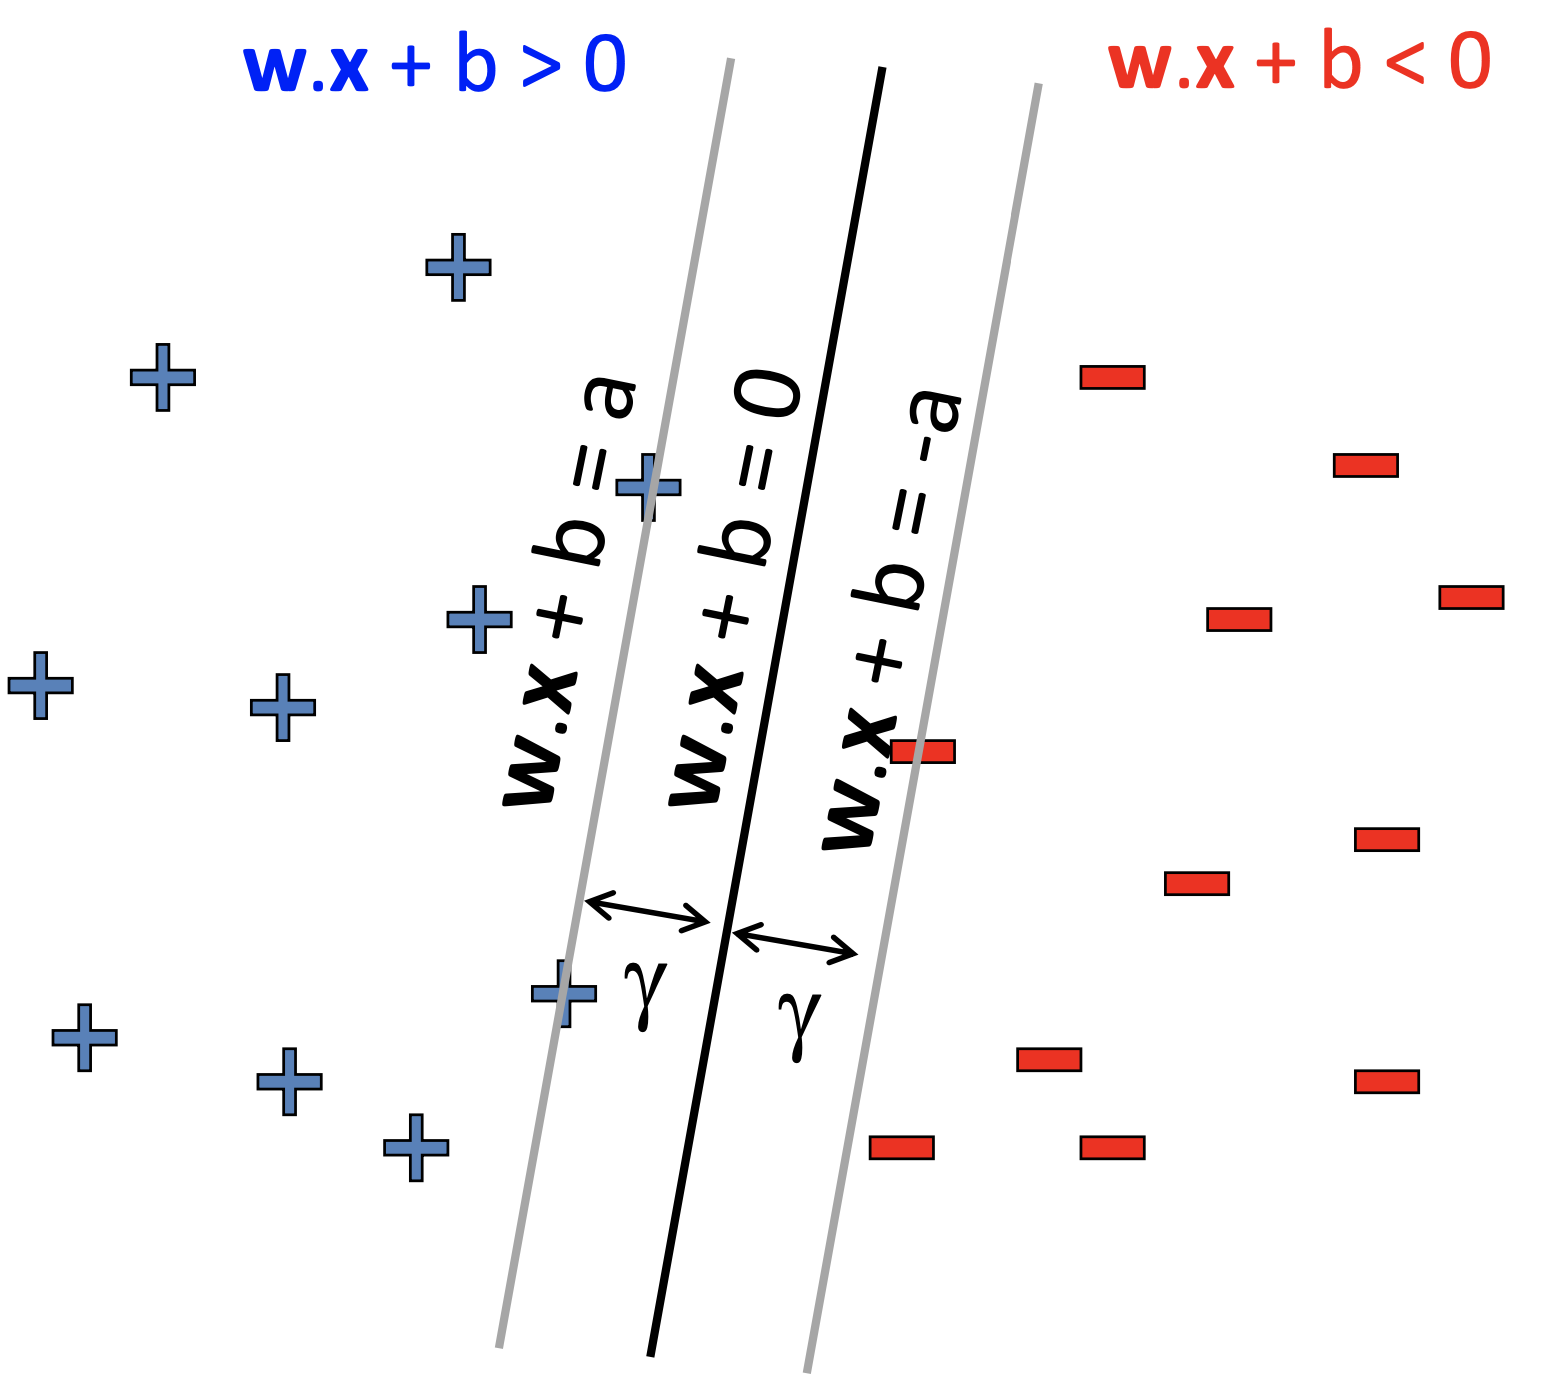 w.x + b > 0
w.x + b < 0
w.x + b = a
w.x + b = 0
w.x + b = -a
γ
γ